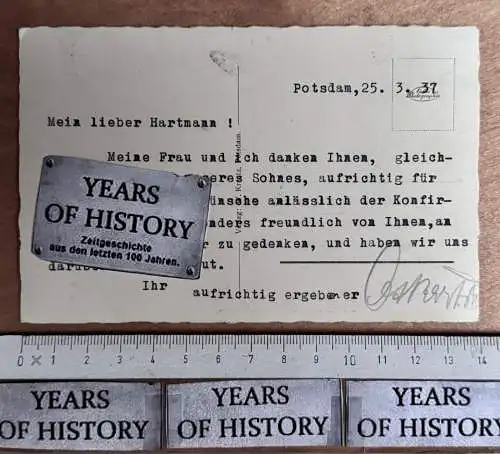 Potsdam,25. 3. 37
Mein lieber Hartmann !
Meine Frau und ich danken Ihnen, gleich-
eres Sohnes, aufrichtig für
ünsche anlässlich der Konfir-
nders freundlich von Ihnen,an
r zu gedenken, und haben wir uns
darüb ut.
Ihr aufrichtig ergebener
YEARS
OF HISTORY
Zeitgeschichte
aus den letzten 100 Jahren.
0 1 2 3 4 5 6 7 8 9 10 11 12 13 14
YEARS
OF HISTORY
YEARS
OF HISTORY
YEARS
OF HISTORY